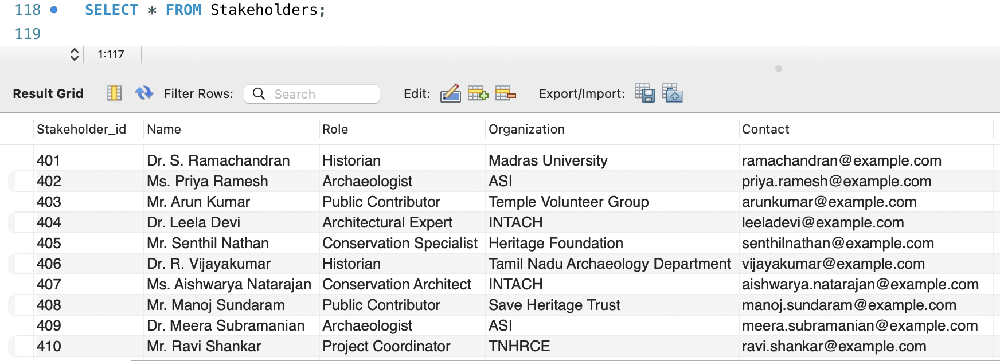 118 SELECT * FROM Stakeholders;
119
1:117
Result Grid Filter Rows: Search Edit: Export/Import:
Stakeholder_id Name Role Organization Contact
401 Dr. S. Ramachandran Historian Madras University ramachandran@example.com
402 Ms. Priya Ramesh Archaeologist ASI priya.ramesh@example.com
403 Mr. Arun Kumar Public Contributor Temple Volunteer Group arunkumar@example.com
404 Dr. Leela Devi Architectural Expert INTACH leeladevi@example.com
405 Mr. Senthil Nathan Conservation Specialist Heritage Foundation senthilnathan@example.com
406 Dr. R. Vijayakumar Historian Tamil Nadu Archaeology Department vijayakumar@example.com
407 Ms. Aishwarya Natarajan Conservation Architect INTACH aishwarya.natarajan@example.com
408 Mr. Manoj Sundaram Public Contributor Save Heritage Trust manoj.sundaram@example.com
409 Dr. Meera Subramanian Archaeologist ASI meera.subramanian@example.com
410 Mr. Ravi Shankar Project Coordinator TNHRCE ravi.shankar@example.com